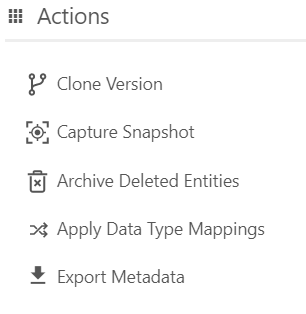 Actions
Clone Version
Capture Snapshot
Archive Deleted Entities
Apply Data Type Mappings
Export Metadata